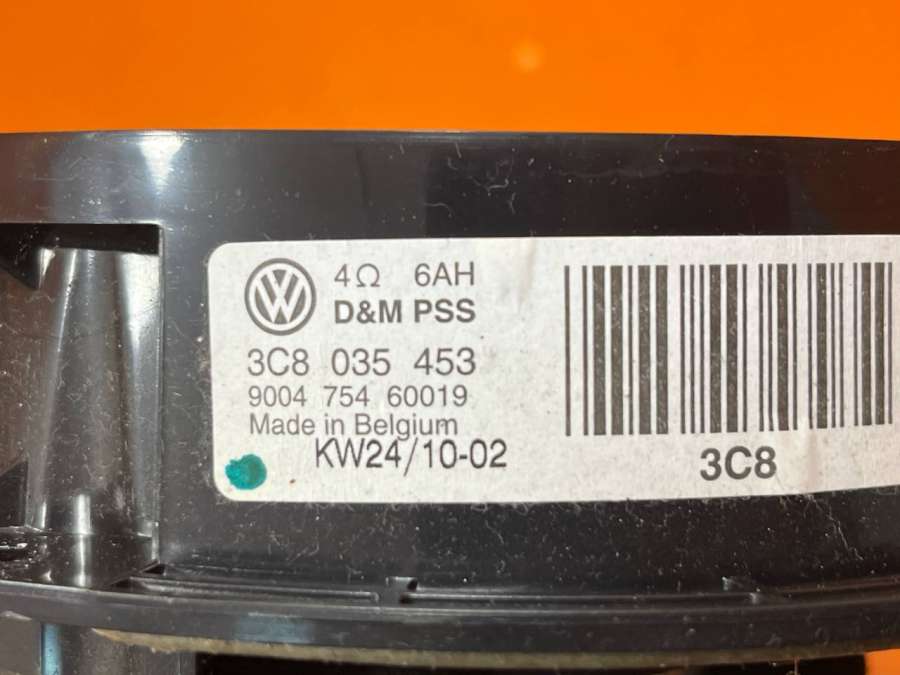 4Ω 6AH
D&M PSS
3C8 035 453
9004 754 60019
Made in Belgium
KW24/10-02
3C8